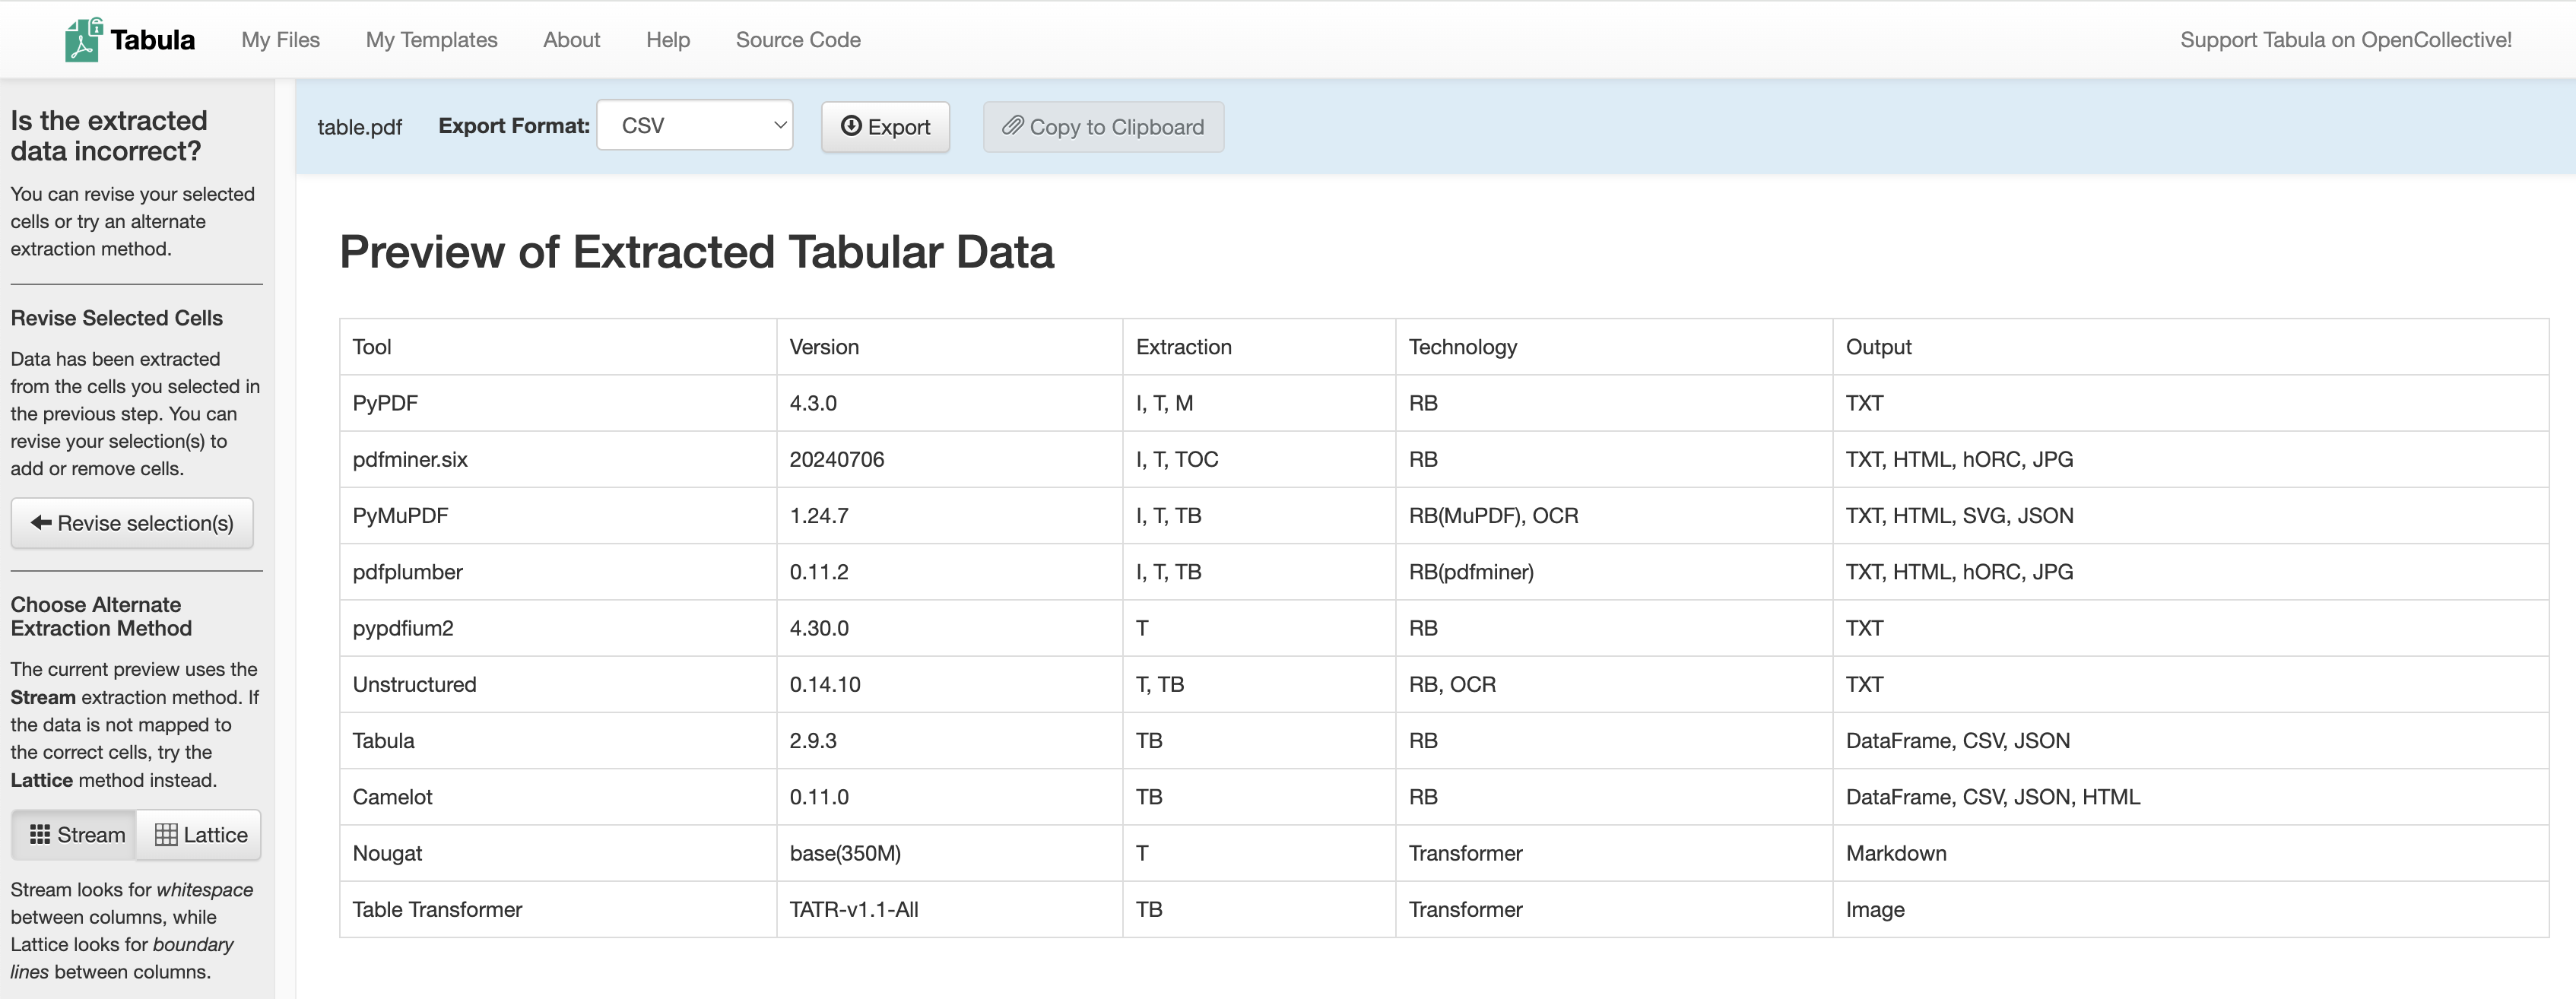 Tabula My Files My Templates About Help Source Code Support Tabula on OpenCollective!
Is the extracted
data incorrect?
You can revise your selected
cells or try an alternate
extraction method.
Revise Selected Cells
Data has been extracted
from the cells you selected in
the previous step. You can
revise your selection(s) to
add or remove cells.
Revise selection(s)
Choose Alternate
Extraction Method
The current preview uses the
Stream extraction method. If
the data is not mapped to
the correct cells, try the
Lattice method instead.
Stream Lattice
Stream looks for whitespace
between columns, while
Lattice looks for boundary
lines between columns.
table.pdf Export Format: CSV Export Copy to Clipboard
Preview of Extracted Tabular Data
Tool Version Extraction Technology Output
PyPDF 4.3.0 I, T, M RB TXT
pdfminer.six 20240706 I, T, TOC RB TXT, HTML, hORC, JPG
PyMuPDF 1.24.7 I, T, TB RB(MuPDF), OCR TXT, HTML, SVG, JSON
pdfplumber 0.11.2 I, T, TB RB(pdfminer) TXT, HTML, hORC, JPG
pypdfium2 4.30.0 T RB TXT
Unstructured 0.14.10 T, TB RB, OCR TXT
Tabula 2.9.3 TB RB DataFrame, CSV, JSON
Camelot 0.11.0 TB RB DataFrame, CSV, JSON, HTML
Nougat base(350M) T Transformer Markdown
Table Transformer TATR-v1.1-All TB Transformer Image